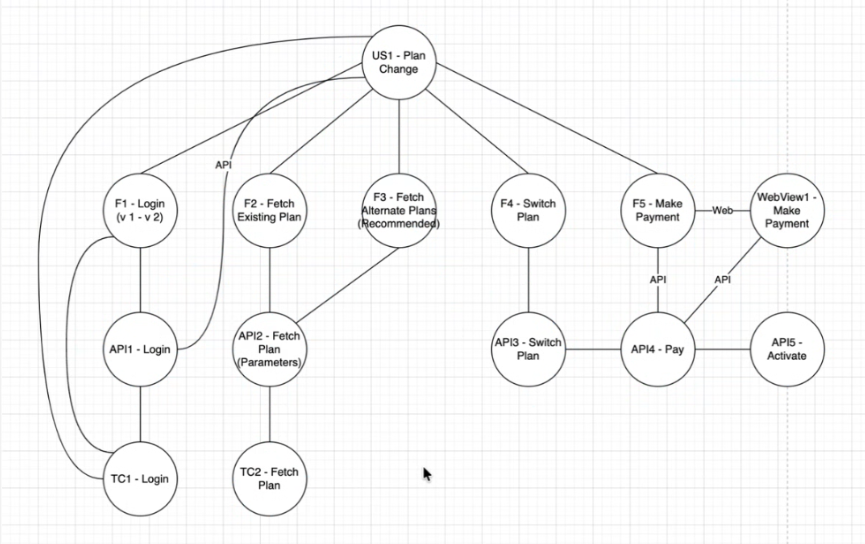 US1 - Plan
Change
API
F1 - Login
(v 1 - v 2)
F2 - Fetch
Existing Plan
F3 - Fetch
Alternate Plans
(Recommended)
F4 - Switch
Plan
F5 - Make
Payment
Web
WebView1 -
Make
Payment
API
API
API1 - Login
API2 - Fetch
Plan
(Parameters)
API3 - Switch
Plan
API4 - Pay
API5 -
Activate
TC1 - Login
TC2 - Fetch
Plan